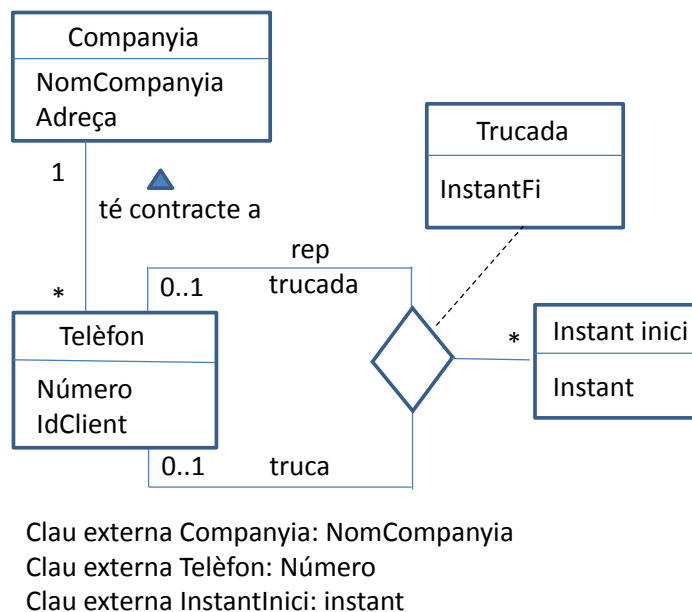 Companyia
NomCompanyia
Adreça
Trucada
InstantFi
1
té contracte a
rep
trucada
0..1
*
Telèfon
Número
IdClient
*
Instant inici
Instant
0..1
truca
Clau externa Companyia: NomCompanyia
Clau externa Telèfon: Número
Clau externa InstantInici: instant